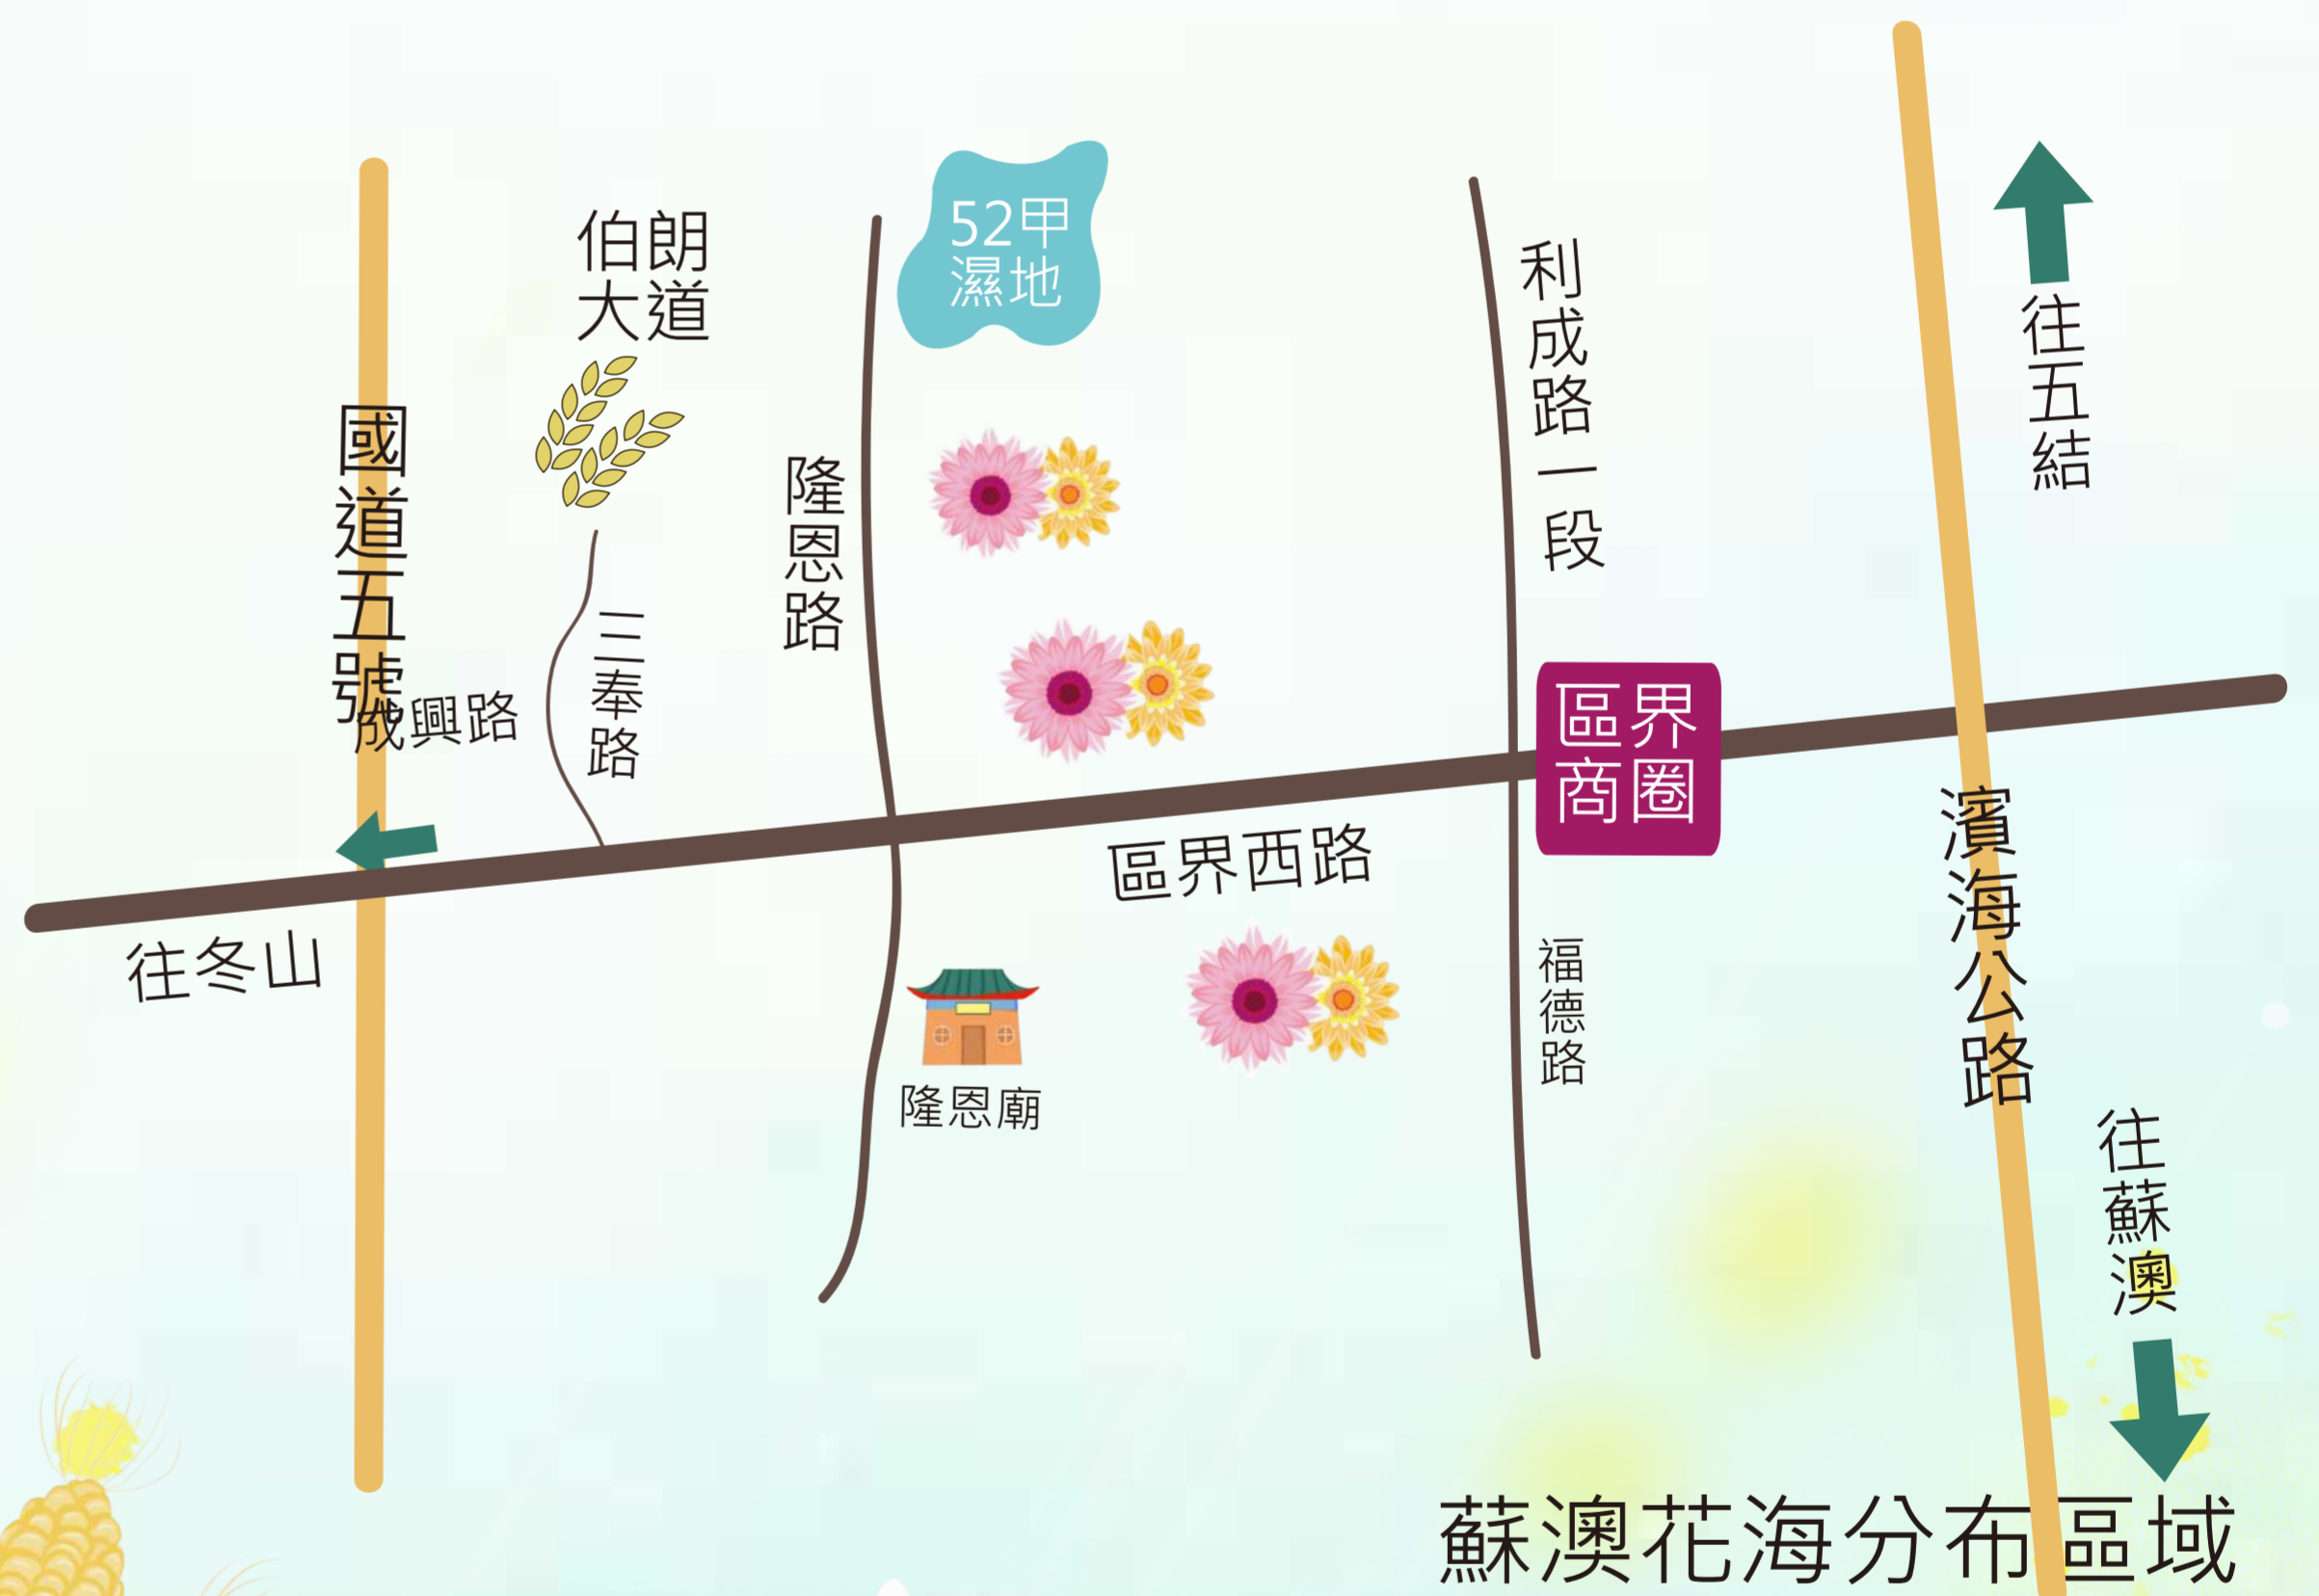 52甲
濕地
伯朗
大道
國道五號
成興路
三奉路
隆恩路
利成路一段
往五結
區界
商圈
區界西路
往冬山
隆恩廟
福德路
濱海公路
往蘇澳
蘇澳花海分布區域